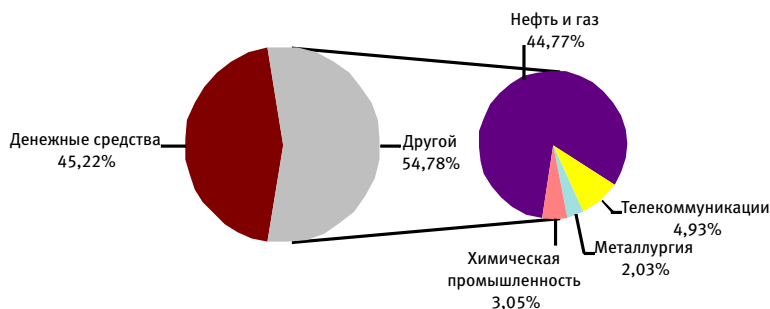 Нефть и газ
44,77%
Денежные средства
45,22%
Другой
54,78%
Телекоммуникации
4,93%
Металлургия
2,03%
Химическая
промышленность
3,05%